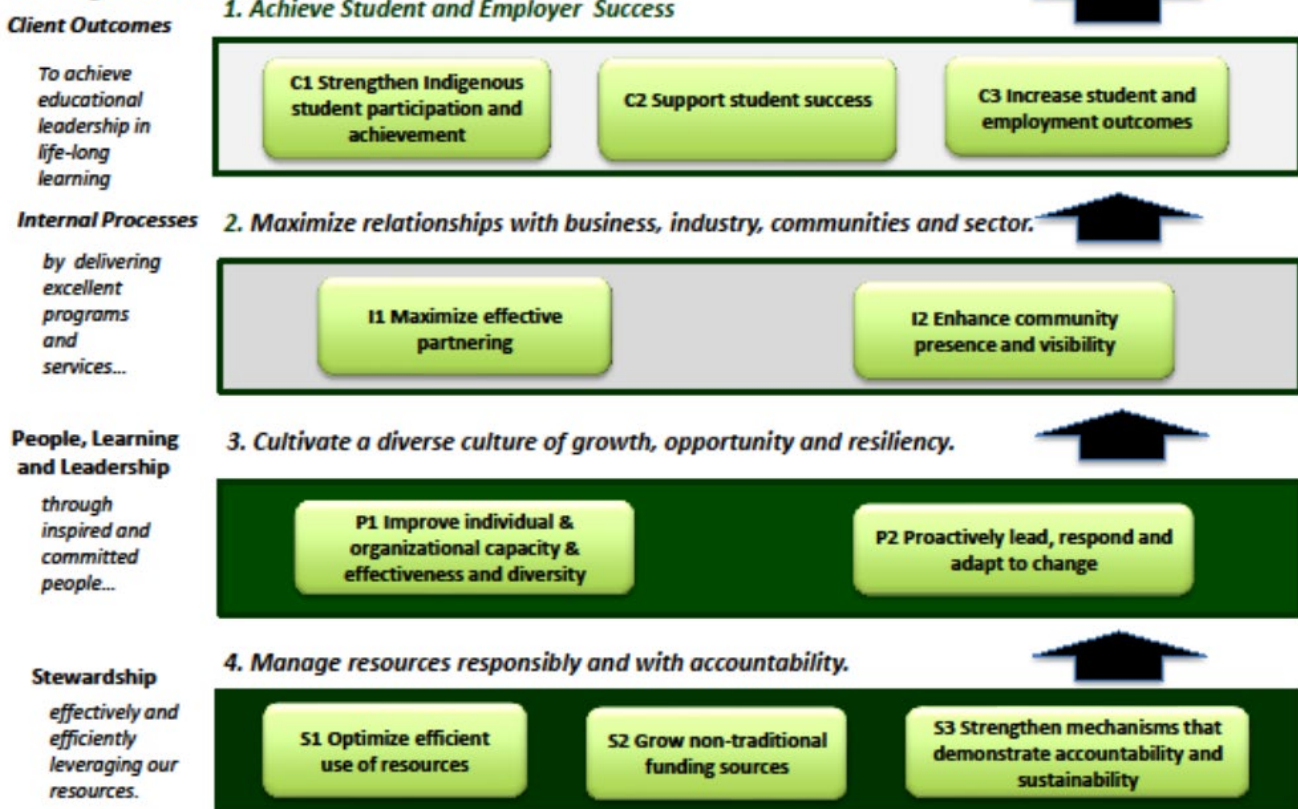 Client Outcomes
1. Achieve Student and Employer Success
To achieve
educational
leadership in
life-long
learning
C1 Strengthen Indigenous
student participation and
achievement
C2 Support student success
C3 Increase student and
employment outcomes
Internal Processes
2. Maximize relationships with business, industry, communities and sector.
by delivering
excellent
programs
and
services...
I1 Maximize effective
partnering
I2 Enhance community
presence and visibility
People, Learning
and Leadership
3. Cultivate a diverse culture of growth, opportunity and resiliency.
through
inspired and
committed
people...
P1 Improve individual &
organizational capacity &
effectiveness and diversity
P2 Proactively lead, respond and
adapt to change
Stewardship
4. Manage resources responsibly and with accountability.
effectively and
efficiently
leveraging our
resources.
S1 Optimize efficient
use of resources
S2 Grow non-traditional
funding sources
S3 Strengthen mechanisms that
demonstrate accountability and
sustainability